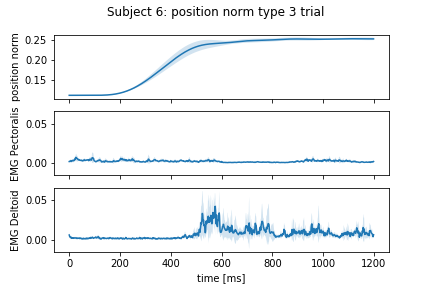 Subject 6: position norm type 3 trial
position norm
0.25
0.20
0.15
EMG Pectoralis
0.05
0.00
EMG Deltoid
0.05
0.00
0
200
400
600
800
1000
1200
time [ms]